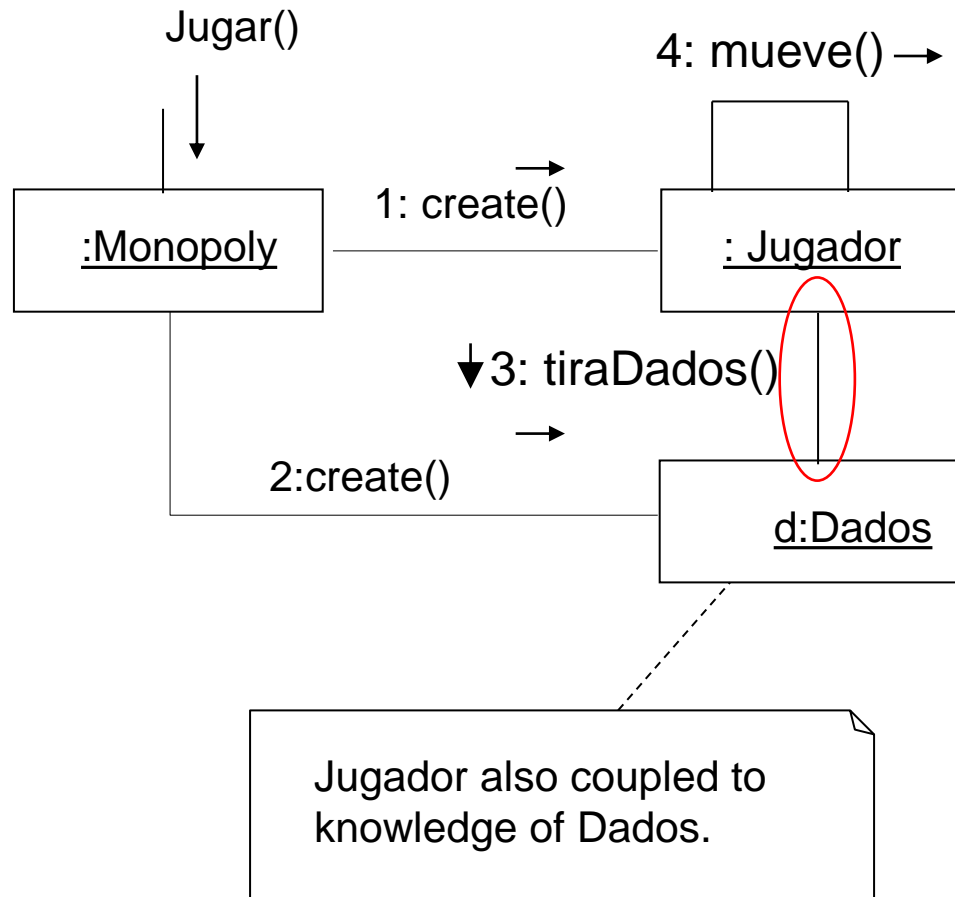 Jugar()
4: mueve()
1: create()
:Monopoly
: Jugador
3: tiraDados()
2:create()
d:Dados
Jugador also coupled to
knowledge of Dados.